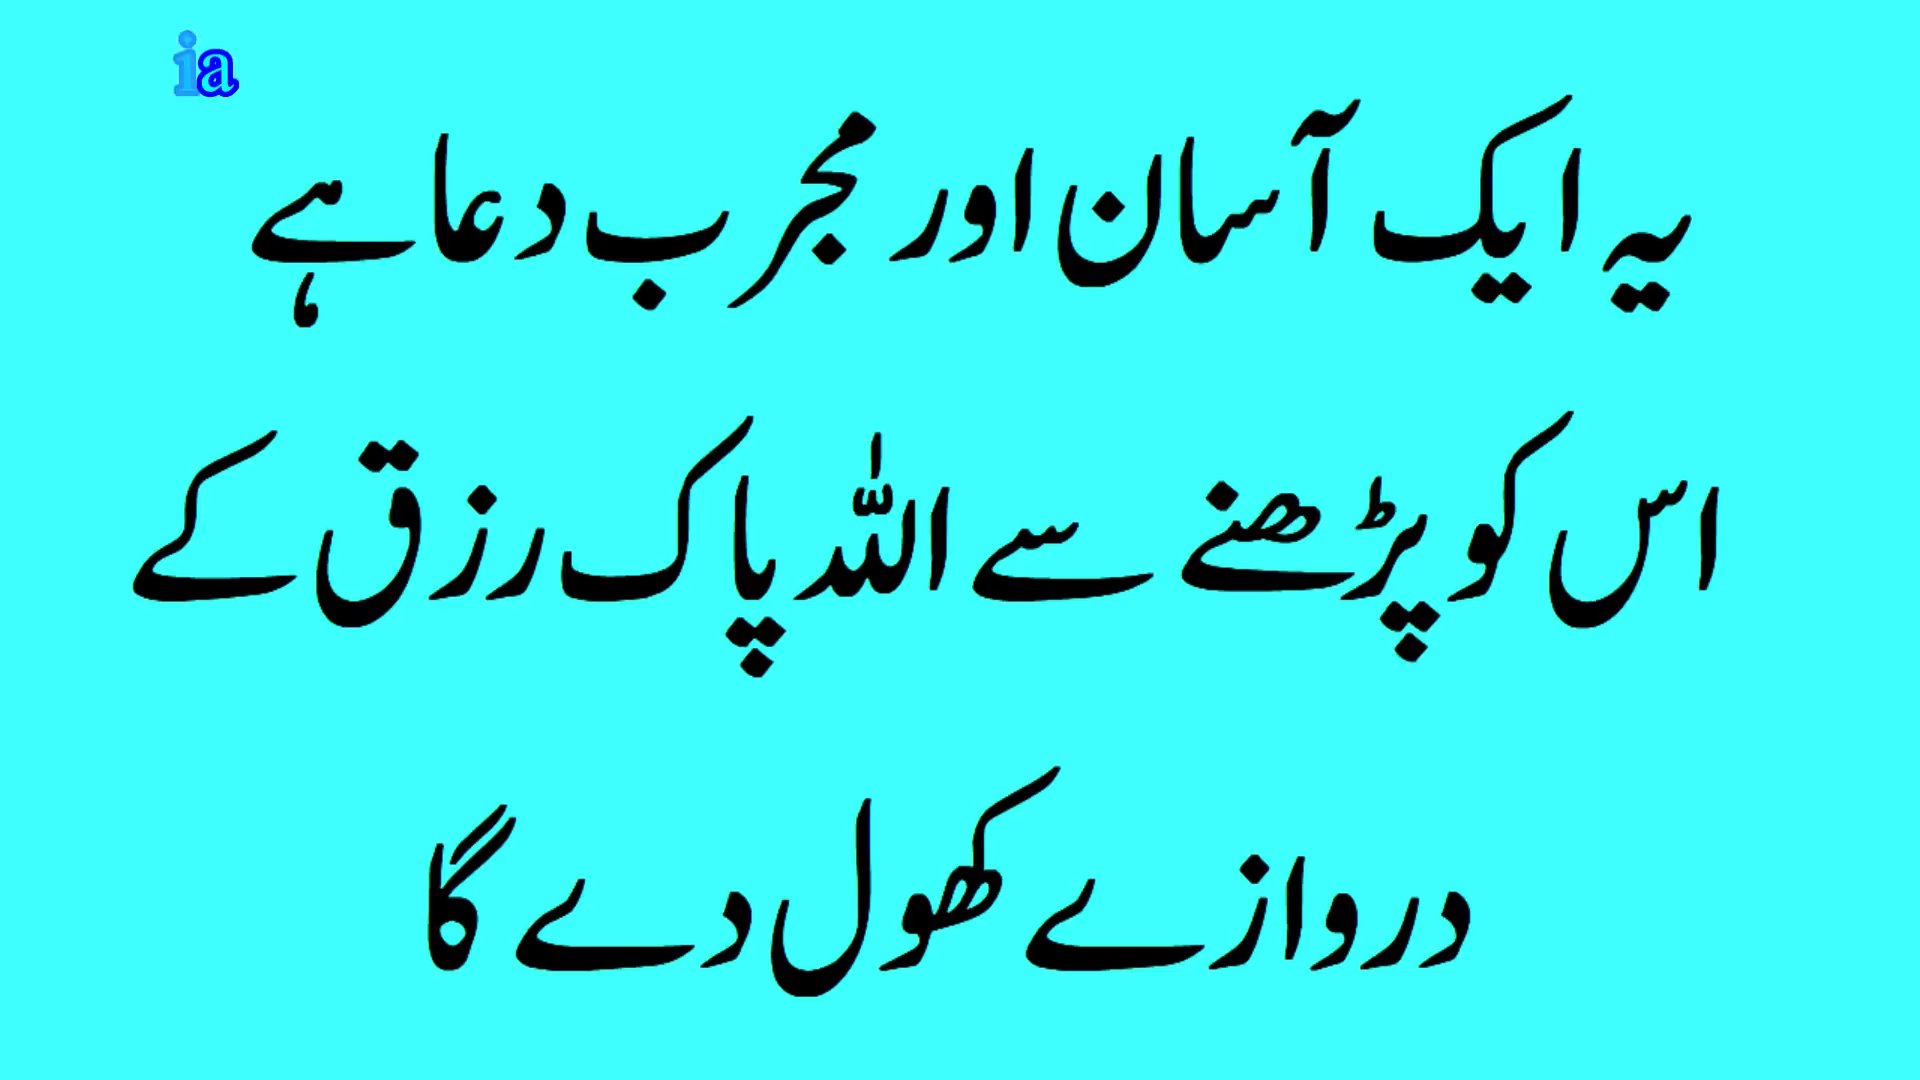 ia
یہ ایک آسان اور مجرب دعا ہے
اس کو پڑھنے سے اللہ پاک رزق کے
دروازے کھول دے گا